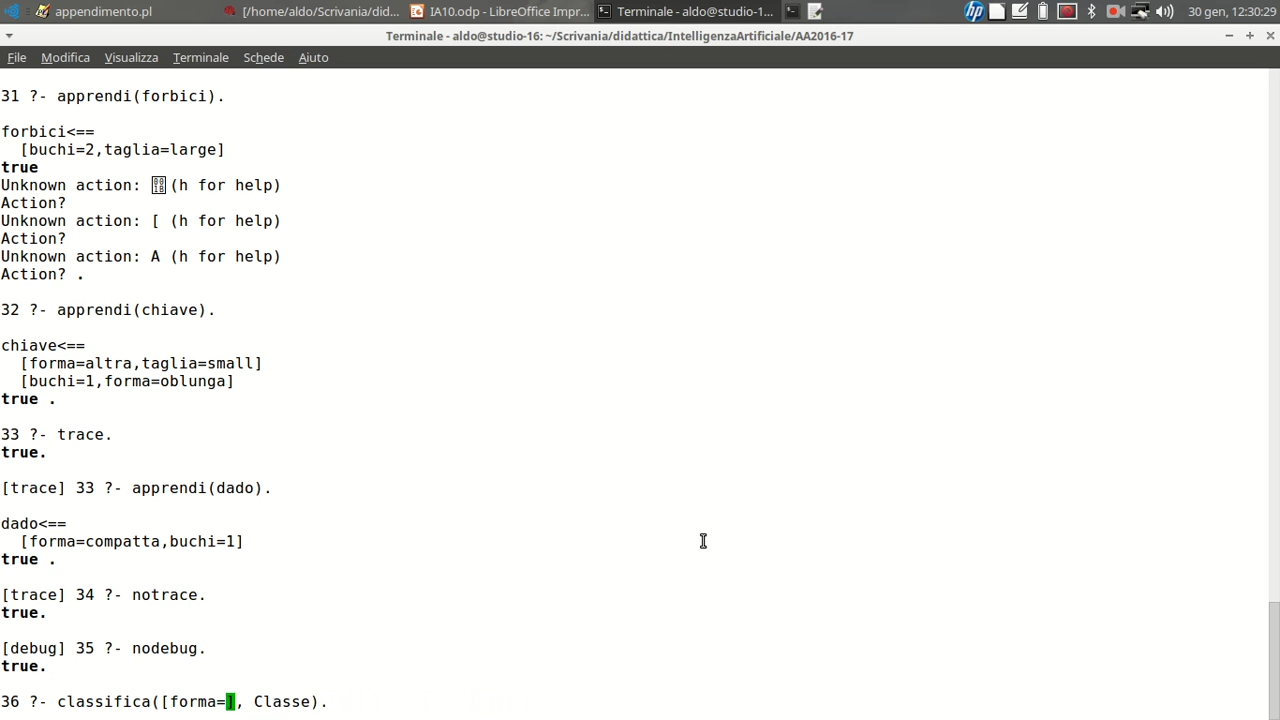 appendimento.pl
[/home/aldo/Scrivania/did...
IA10.odp - LibreOffice Impr...
Terminale - aldo@studio-1...
30 gen, 12:30:29
Terminale - aldo@studio-16: ~/Scrivania/didattica/IntelligenzaArtificiale/AA2016-17
File Modifica Visualizza Terminale Schede Aiuto
31 ?- apprendi(forbici).
forbici<==
[buchi=2,taglia=large]
true
Unknown action: (h for help)
Action?
Unknown action: [ (h for help)
Action?
Unknown action: A (h for help)
Action? .
32 ?- apprendi(chiave).
chiave<==
[forma=altra,taglia=small]
[buchi=1,forma=oblunga]
true .
33 ?- trace.
true.
[trace] 33 ?- apprendi(dado).
dado<==
[forma=compatta,buchi=1]
true .
[trace] 34 ?- notrace.
true.
[debug] 35 ?- nodebug.
true.
36 ?- classifica([forma=], Classe).